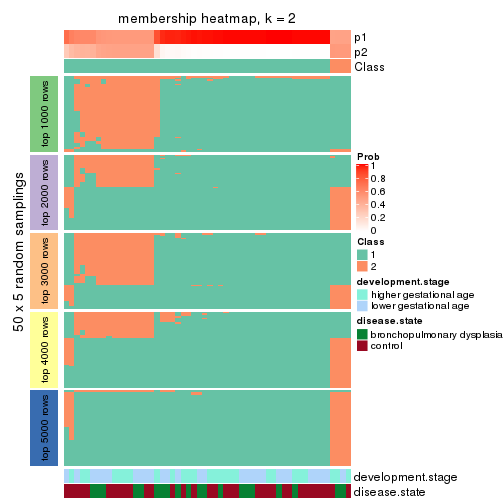 membership heatmap, k = 2
p1
p2
Class
50 x 5 random samplings
top 1000 rows
top 2000 rows
top 3000 rows
top 4000 rows
top 5000 rows
Prob
1
0.8
0.6
0.4
0.2
0
Class
1
2
development.stage
higher gestational age
lower gestational age
disease.state
bronchopulmonary dysplasia
control
development.stage
disease.state